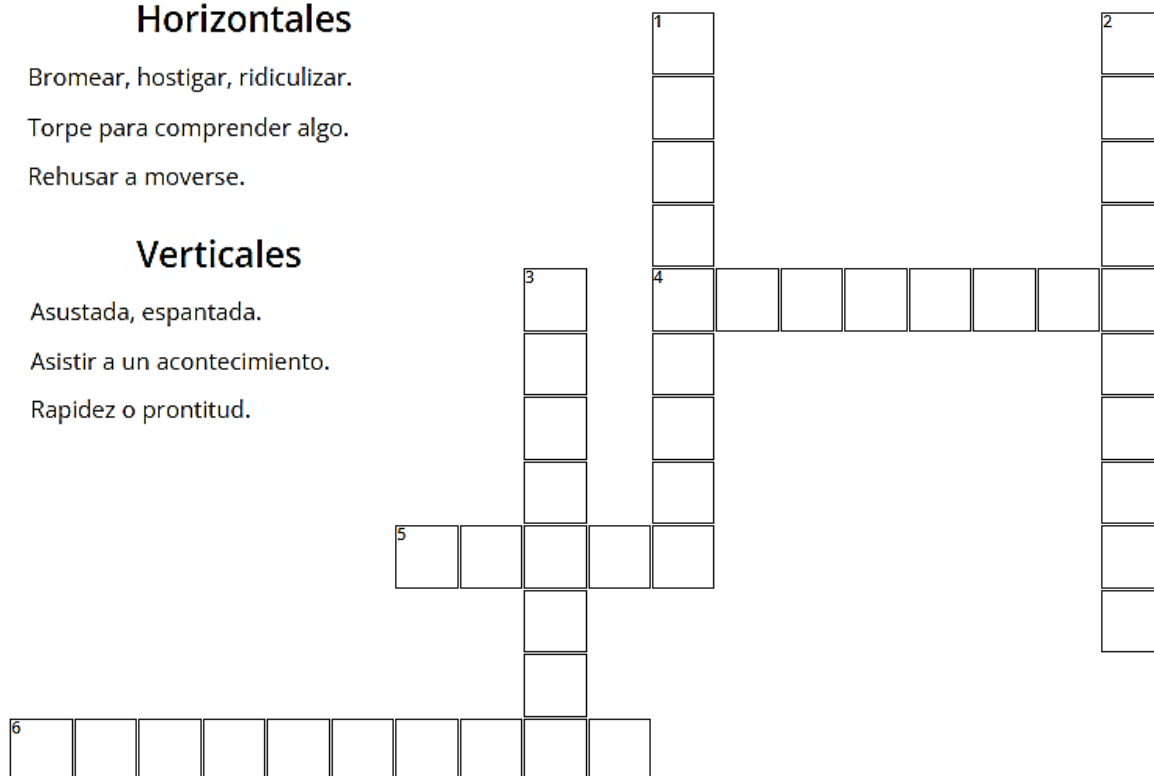 Horizontales
Bromear, hostigar, ridiculizar.
Torpe para comprender algo.
Rehusar a moverse.
Verticales
Asustada, espantada.
Asistir a un acontecimiento.
Rapidez o prontitud.
1
2
3
4
5
6